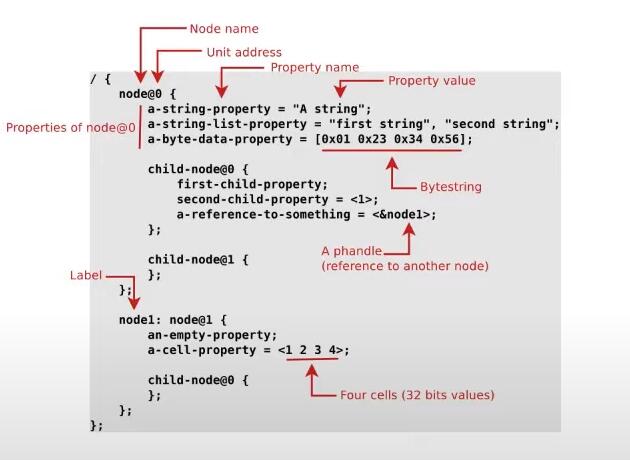 Node name
Unit address
Property name
Property value
/ {
node@0 {
a-string-property = "A string";
a-string-list-property = "first string", "second string";
Properties of node@0
a-byte-data-property = [0x01 0x23 0x34 0x56];
child-node@0 {
first-child-property;
Bytestring
second-child-property = <1>;
a-reference-to-something = <&node1>;
};
A phandle
(reference to another node)
child-node@1 {
Label
};
};
node1: node@1 {
an-empty-property;
a-cell-property = <1 2 3 4>;
child-node@0 {
Four cells (32 bits values)
};
};
};